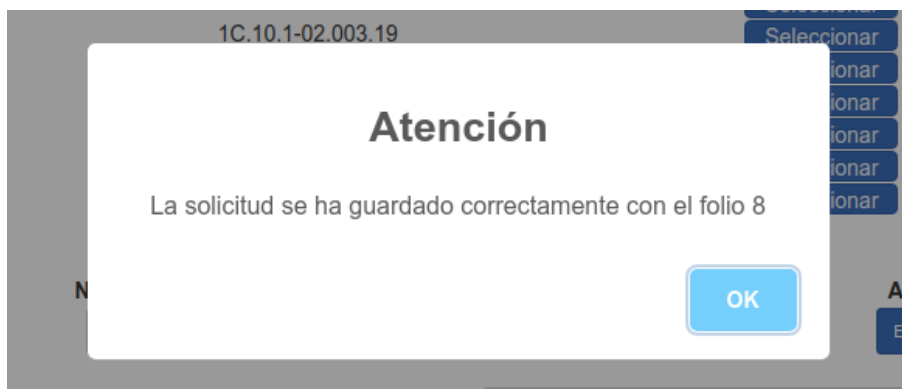 1C.10.1-02.003.19
Seleccionar
Atención
La solicitud se ha guardado correctamente con el folio 8
OK